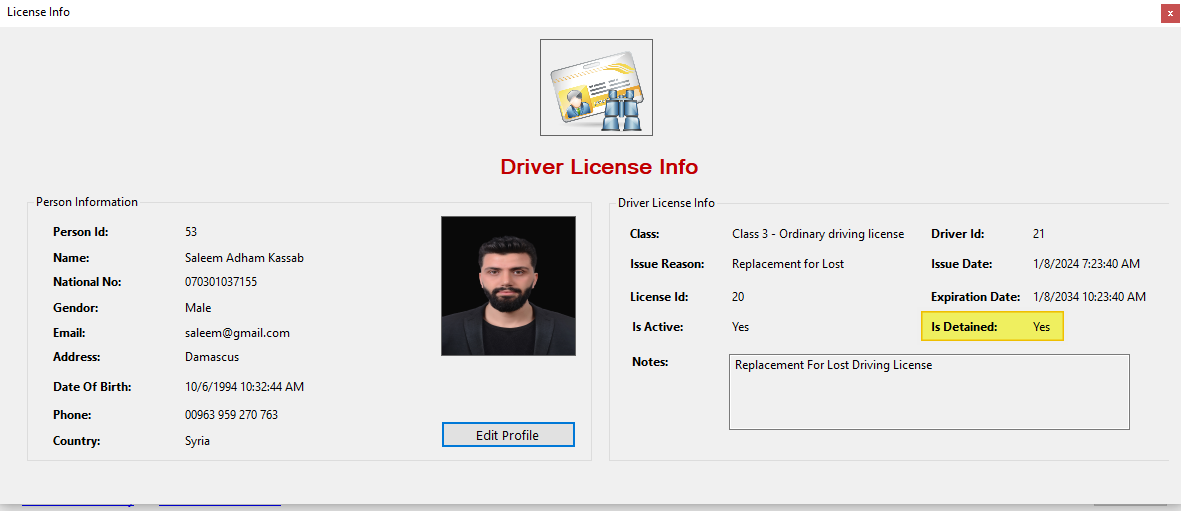 License Info
x
Driver License Info
Person Information
Person Id: 53
Name: Saleem Adham Kassab
National No: 070301037155
Gendor: Male
Email: saleem@gmail.com
Address: Damascus
Date Of Birth: 10/6/1994 10:32:44 AM
Phone: 00963 959 270 763
Country: Syria
Edit Profile
Driver License Info
Class: Class 3 - Ordinary driving license Driver Id: 21
Issue Reason: Replacement for Lost Issue Date: 1/8/2024 7:23:40 AM
License Id: 20 Expiration Date: 1/8/2034 10:23:40 AM
Is Active: Yes Is Detained: Yes
Notes: Replacement For Lost Driving License